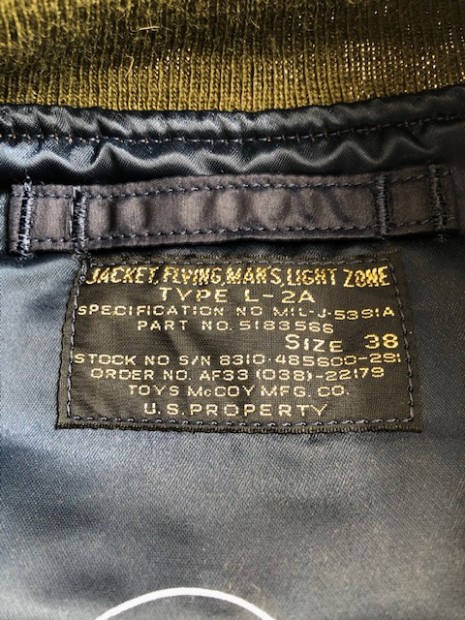 JACKET, FLYING, MAN'S, LIGHT ZONE
TYPE L-2A
SPECIFICATION NO MIL-J-5391A
PART NO. 5183566
SIZE 38
STOCK NO S/N 8310-485600-291
ORDER NO. AF33 (038)-22179
TOYS McCOY MFG. CO.
U.S. PROPERTY